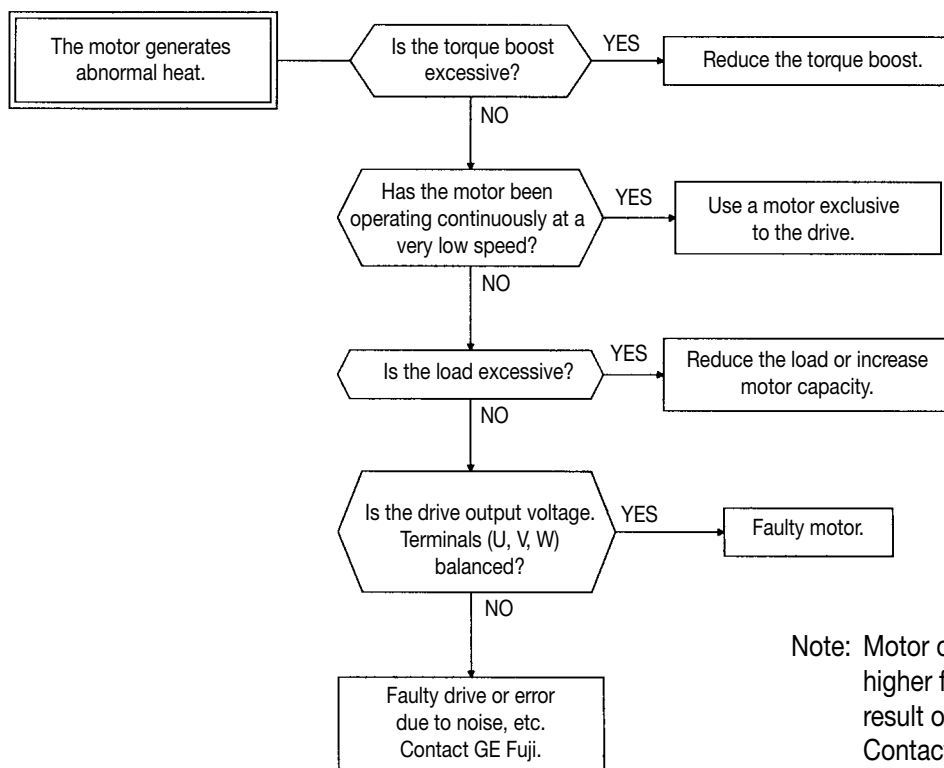 The motor generates
abnormal heat.
Is the torque boost
excessive?
YES
Reduce the torque boost.
NO
Has the motor been
operating continuously at a
very low speed?
YES
Use a motor exclusive
to the drive.
NO
Is the load excessive?
YES
Reduce the load or increase
motor capacity.
NO
Is the drive output voltage.
Terminals (U, V, W)
balanced?
YES
Faulty motor.
NO
Faulty drive or error
due to noise, etc.
Contact GE Fuji.
Note: Motor
higher
result
Contact